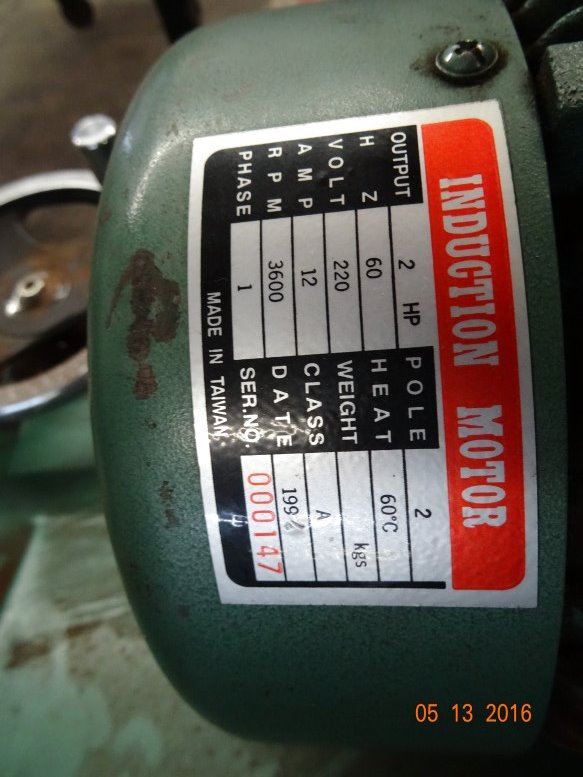 INDUCTION MOTOR
OUTPUT 2 HP POLE 2
H Z 60 HEAT 60°C
VOLT 220 WEIGHT kgs
A M P 12 CLASS A
R P M 3600 DATE
PHASE 1 SER.NO. 000147
MADE IN TAIWAN
05 13 2016